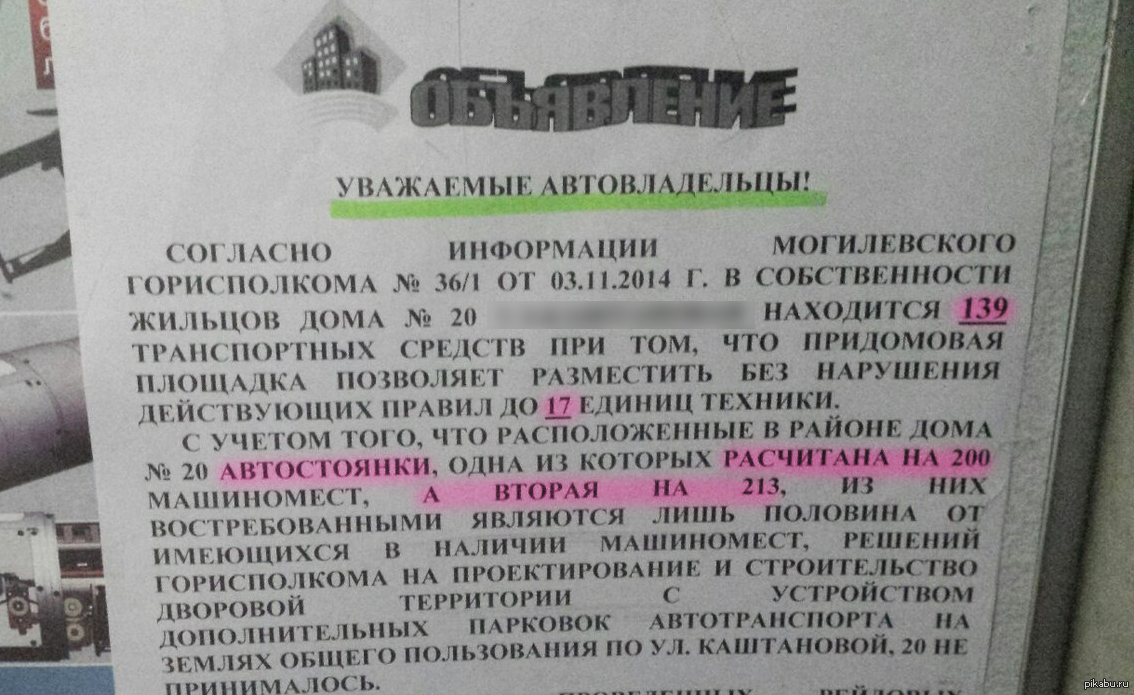 ОБЪЯВЛЕНИЕ
УВАЖАЕМЫЕ АВТОВЛАДЕЛЬЦЫ!
СОГЛАСНО ИНФОРМАЦИИ МОГИЛЕВСКОГО
ГОРИСПОЛКОМА № 36/1 ОТ 03.11.2014 Г. В СОБСТВЕННОСТИ
ЖИЛЬЦОВ ДОМА № 20 НАХОДИТСЯ 139
ТРАНСПОРТНЫХ СРЕДСТВ ПРИ ТОМ, ЧТО ПРИДОМОВАЯ
ПЛОЩАДКА ПОЗВОЛЯЕТ РАЗМЕСТИТЬ БЕЗ НАРУШЕНИЯ
ДЕЙСТВУЮЩИХ ПРАВИЛ ДО 17 ЕДИНИЦ ТЕХНИКИ.
С УЧЕТОМ ТОГО, ЧТО РАСПОЛОЖЕННЫЕ В РАЙОНЕ ДОМА
№ 20 АВТОСТОЯНКИ, ОДНА ИЗ КОТОРЫХ РАСЧИТАНА НА 200
МАШИНОМЕСТ, А ВТОРАЯ НА 213, ИЗ НИХ
ВОСТРЕБОВАННЫМИ ЯВЛЯЮТСЯ ЛИШЬ ПОЛОВИНА ОТ
ИМЕЮЩИХСЯ В НАЛИЧИИ МАШИНОМЕСТ, РЕШЕНИЙ
ГОРИСПОЛКОМА НА ПРОЕКТИРОВАНИЕ И СТРОИТЕЛЬСТВО
ДВОРОВОЙ ТЕРРИТОРИИ С УСТРОЙСТВОМ
ДОПОЛНИТЕЛЬНЫХ ПАРКОВОК АВТОТРАНСПОРТА НА
ЗЕМЛЯХ ОБЩЕГО ПОЛЬЗОВАНИЯ ПО УЛ. КАШТАНОВОЙ, 20 НЕ
ПРИНИМАЛОСЬ.
pikabu.ru